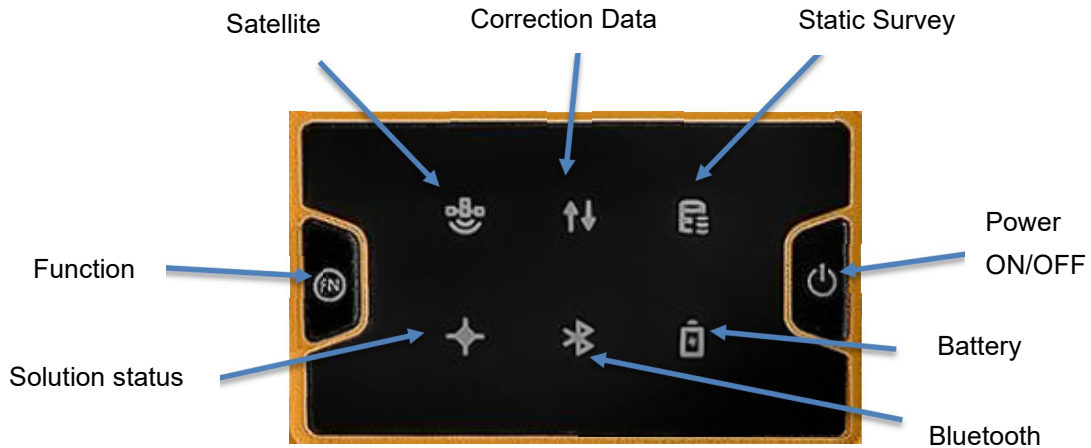 Satellite
Correction Data
Static Survey
Power
ON/OFF
Function
FN
Solution status
Battery
Bluetooth